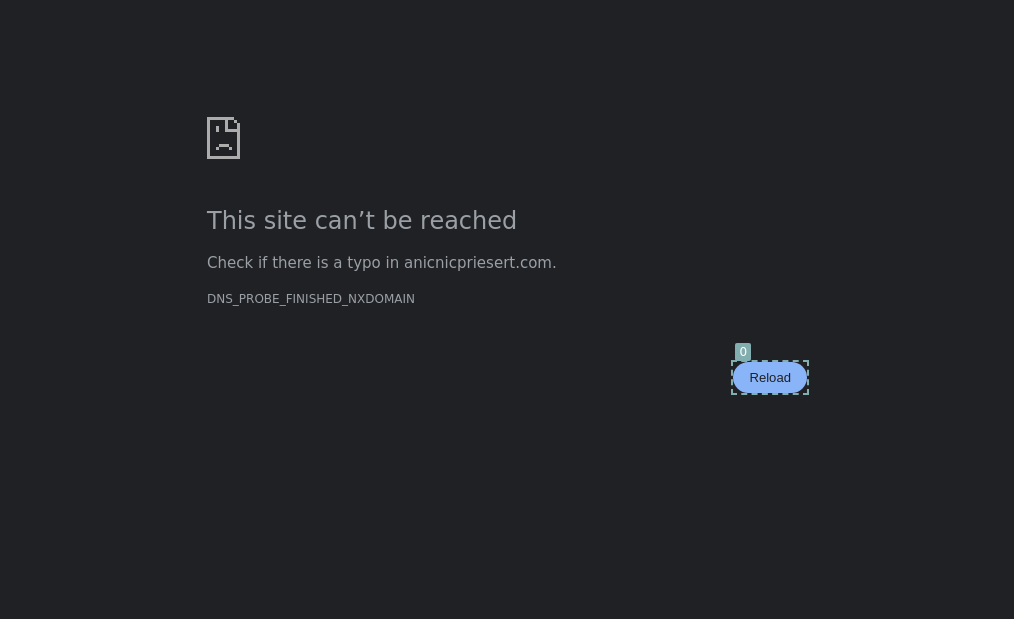 This site can’t be reached
Check if there is a typo in anicnicpriesert.com.
DNS_PROBE_FINISHED_NXDOMAIN
0
Reload